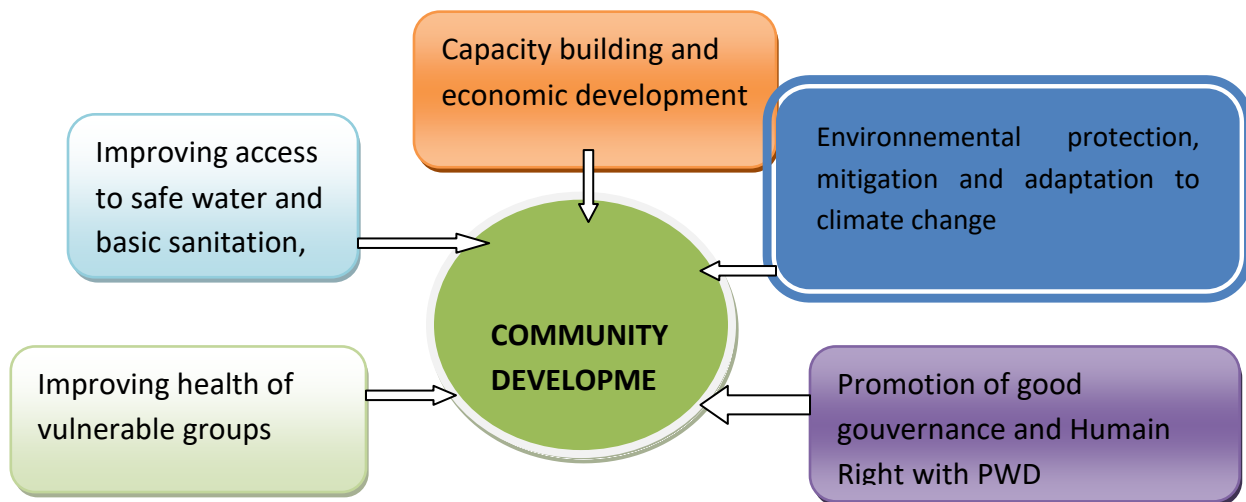 Capacity building and
economic development
Improving access
to safe water and
basic sanitation,
Environnemental protection,
mitigation and adaptation to
climate change
COMMUNITY
DEVELOPME
Improving health of
vulnerable groups
Promotion of good
gouvernance and Humain
Right with PWD